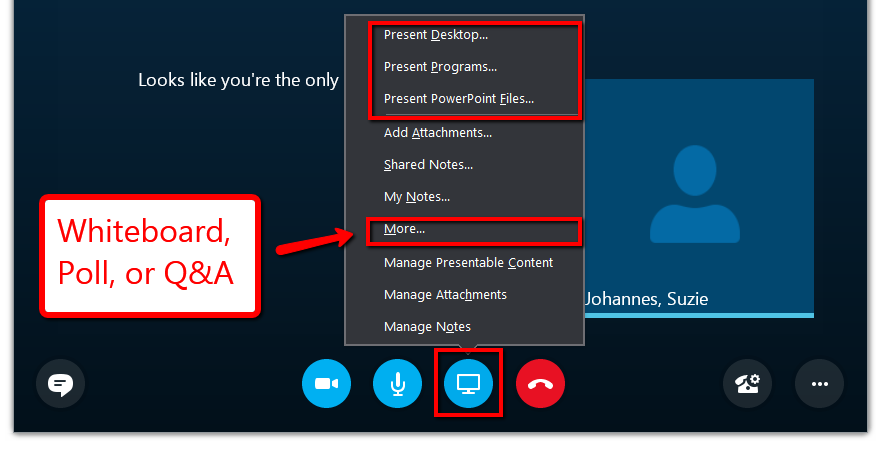 Present Desktop...
Looks like you're the only
Present Programs...
Present PowerPoint Files...
Add Attachments...
Shared Notes...
My Notes...
More...
Whiteboard,
Poll, or Q&A
Manage Presentable Content
Manage Attachments
Manage Notes
Johannes, Suzie